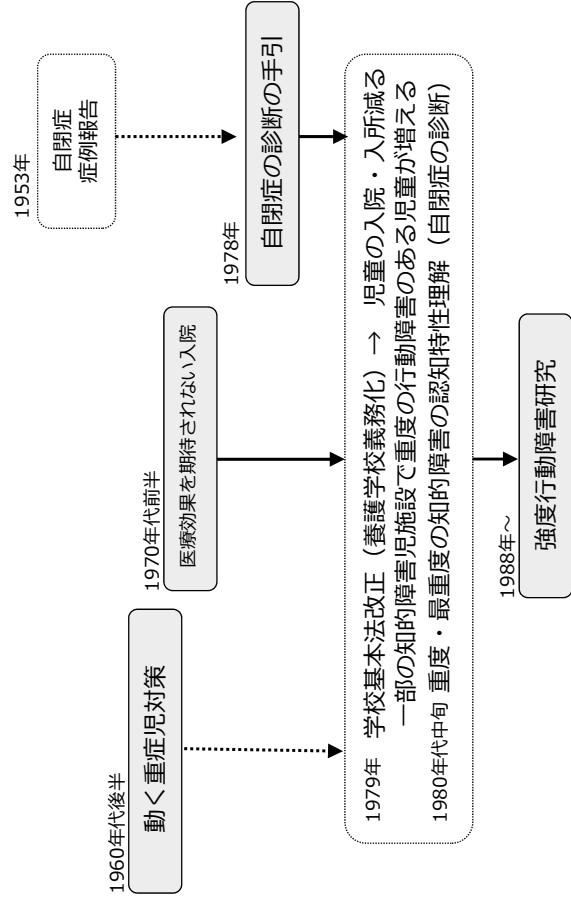 1953年
自閉症
症例報告
1978年
自閉症の診断の手引
1970年代前半
医療効果を期待されない入院
1960年代後半
動く重症児対策
1979年 学校基本法改正（養護学校義務化）→ 児童の入院・入所減る
一部の知的障害児施設で重度の行動障害のある児童が増える
1980年代中旬 重度・最重度の知的障害の認知特性理解（自閉症の診断）
1988年～
強度行動障害研究